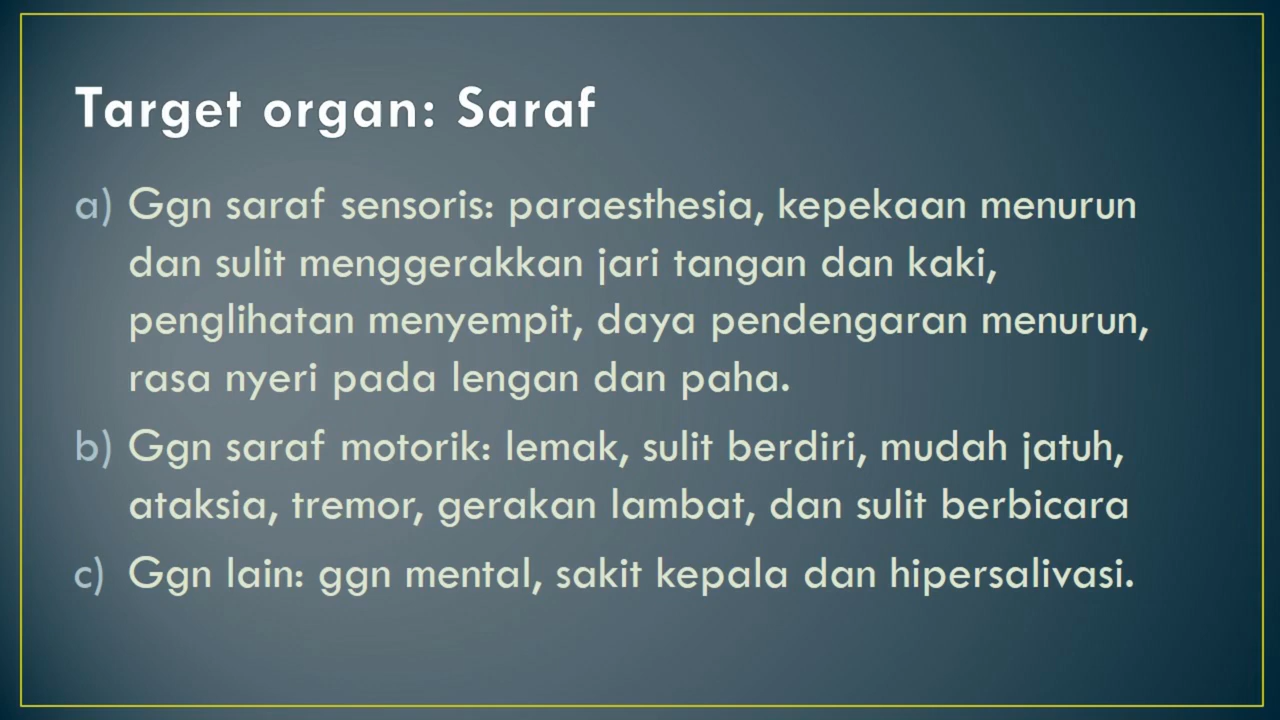 Target organ: Saraf
a) Ggn saraf sensoris: paraesthesia, kepekaan menurun
dan sulit menggerakkan jari tangan dan kaki,
penglihatan menyempit, daya pendengaran menurun,
rasa nyeri pada lengan dan paha.
b) Ggn saraf motorik: lemak, sulit berdiri, mudah jatuh,
ataksia, tremor, gerakan lambat, dan sulit berbicara
c) Ggn lain: ggn mental, sakit kepala dan hipersalivasi.